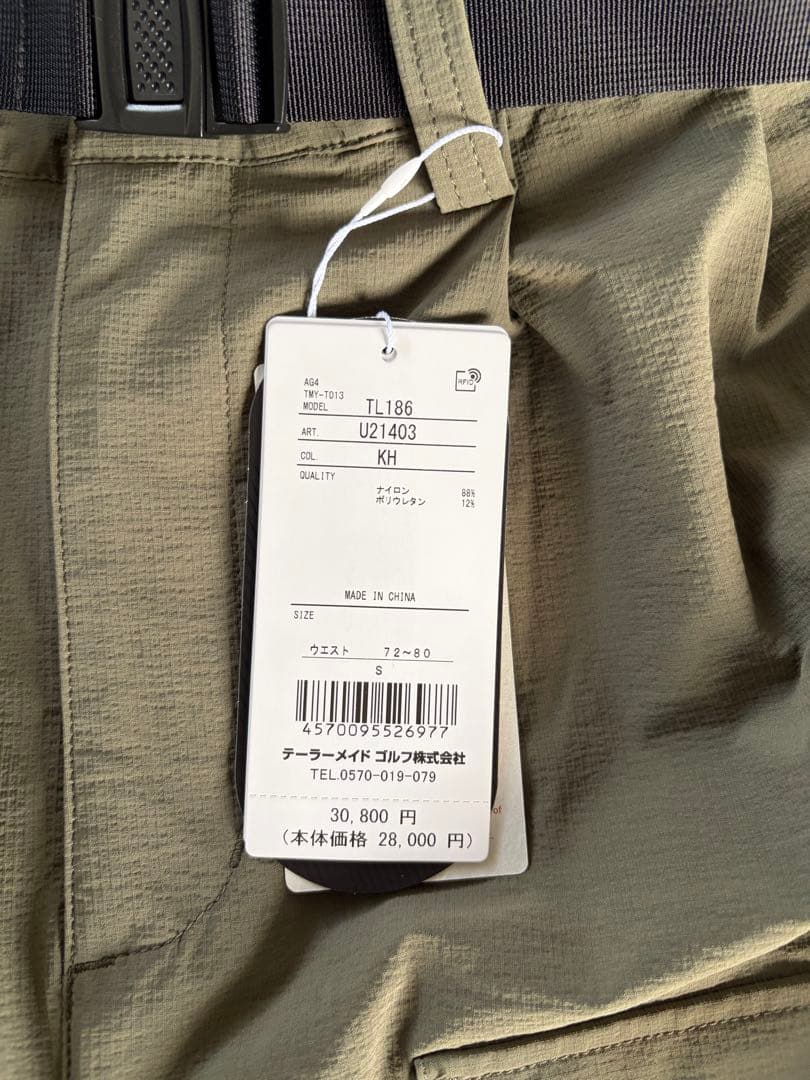 AG4
RFID
TMY-T013
MODEL TL186
ART. U21403
COL. KH
QUALITY
ナイロン 88%
ポリウレタン 12%
MADE IN CHINA
SIZE
ウエスト 72~80
S
4570095526977
テーラーメイド ゴルフ株式会社
TEL.0570-019-079
30,800 円
(本体価格 28,000 円)
of